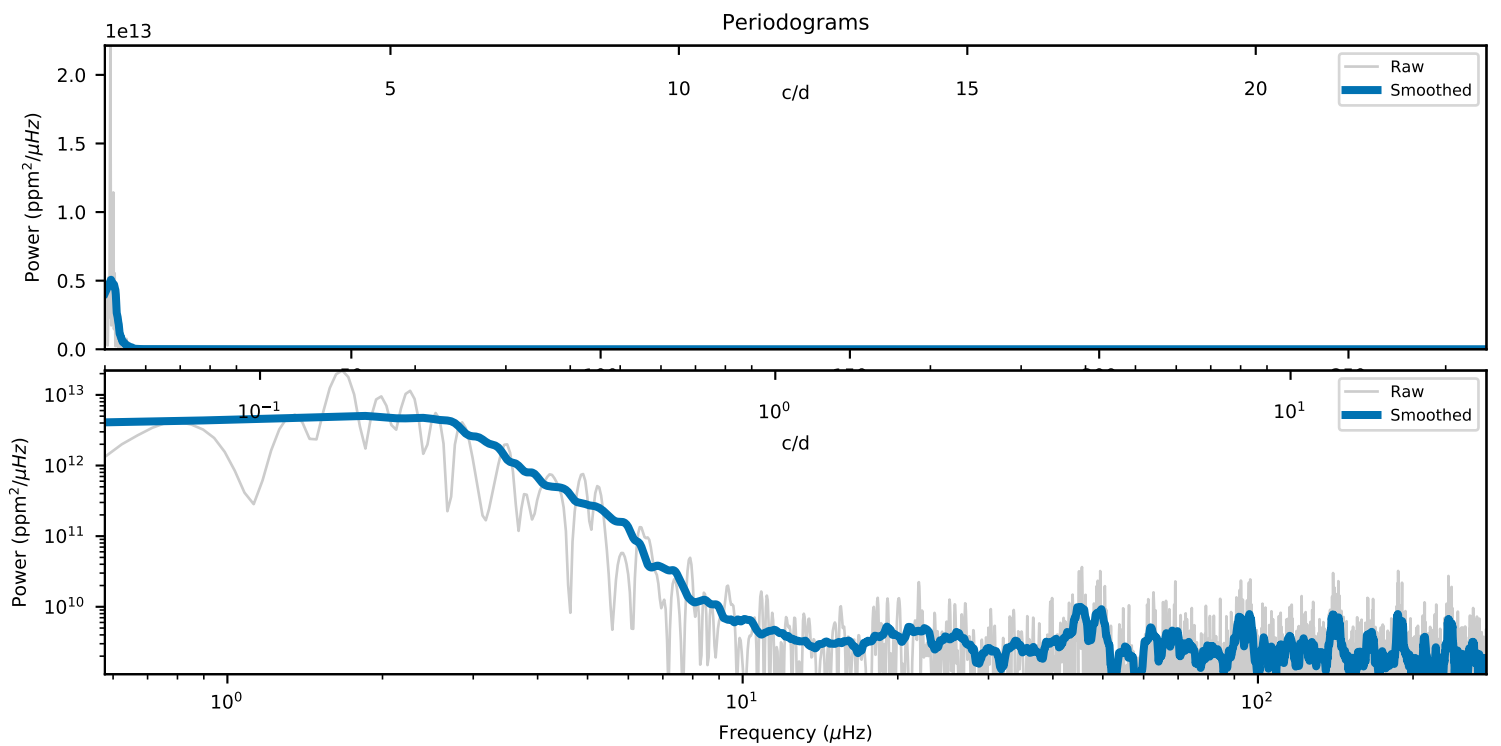 Periodograms
1e13
Raw
Smoothed
5 10 15 20
c/d
2.0
1.5
1.0
0.5
0.0
Power (ppm²/μHz)
Raw
Smoothed
10⁻¹ 10⁰ 10¹
c/d
10¹³
10¹²
10¹¹
10¹⁰
Power (ppm²/μHz)
10⁰ 10¹ 10²
Frequency (μHz)